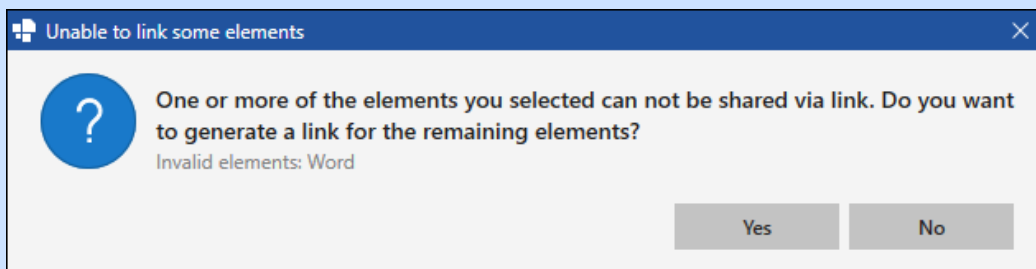 Unable to link some elements
?
One or more of the elements you selected can not be shared via link. Do you want
to generate a link for the remaining elements?
Invalid elements: Word
Yes No